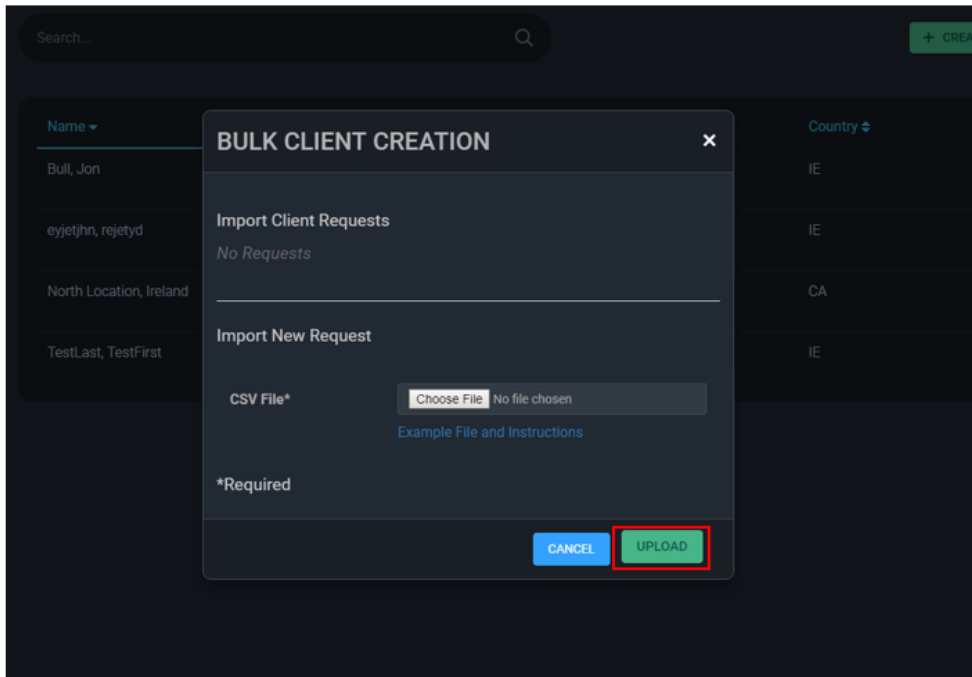 Search...
+ CREA
Name
Country
BULK CLIENT CREATION
×
Bull, Jon
IE
Import Client Requests
eyjetjhn, rejetyd
IE
No Requests
North Location, Ireland
CA
Import New Request
TestLast, TestFirst
IE
CSV File*
Choose File No file chosen
Example File and Instructions
*Required
CANCEL
UPLOAD